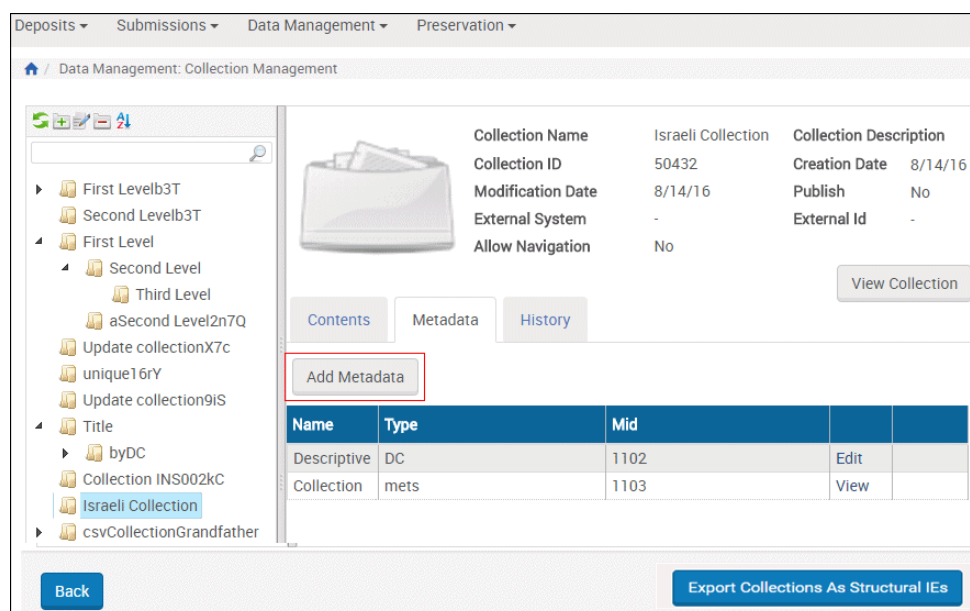 Deposits Submissions Data Management Preservation
/ Data Management: Collection Management
First Levelb3T
Second Levelb3T
First Level
Second Level
Third Level
aSecond Level2n7Q
Update collectionX7c
unique16rY
Update collection9iS
Title
byDC
Collection INS002kC
Israeli Collection
csvCollectionGrandfather
Collection Name Israeli Collection Collection Description
Collection ID 50432 Creation Date 8/14/16
Modification Date 8/14/16 Publish No
External System - External Id -
Allow Navigation No
View Collection
Contents Metadata History
Add Metadata
Name Type Mid
Descriptive DC 1102 Edit
Collection mets 1103 View
Back Export Collections As Structural IEs